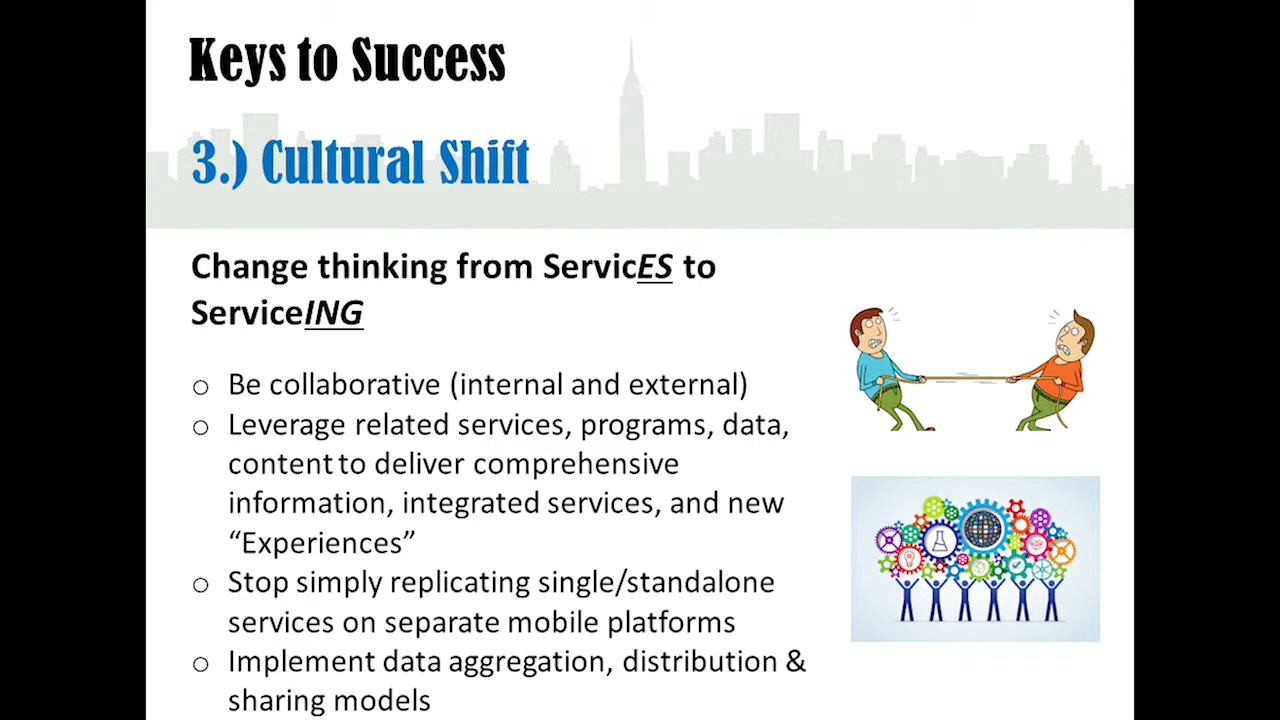 Keys to Success
3.) Cultural Shift
Change thinking from ServicES to
ServiceING
o Be collaborative (internal and external)
o Leverage related services, programs, data,
content to deliver comprehensive
information, integrated services, and new
“Experiences”
o Stop simply replicating single/standalone
services on separate mobile platforms
o Implement data aggregation, distribution &
sharing models